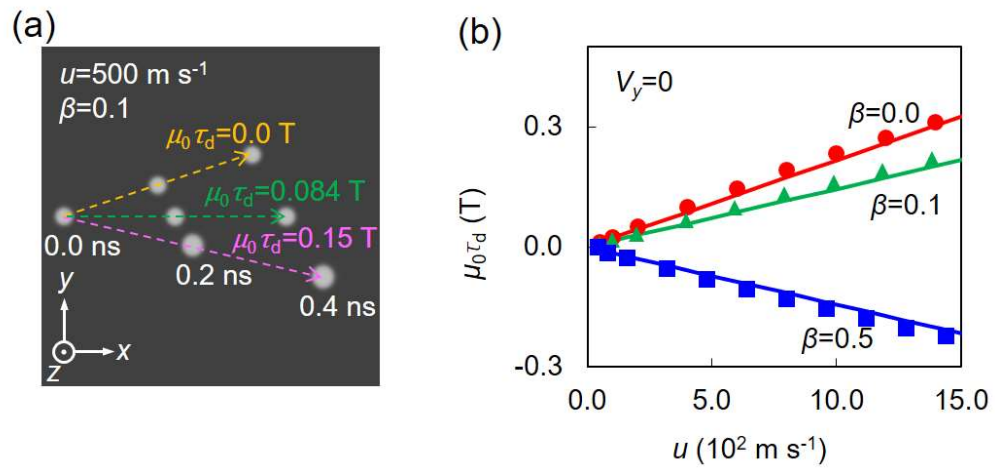 (a)
u=500 m s⁻¹
β=0.1
μ₀τd=0.0 T
μ₀τd=0.084 T
μ₀τd=0.15 T
0.0 ns
0.2 ns
0.4 ns
y
x
z
(b)
Vy=0
β=0.0
β=0.1
β=0.5
0.3
0.0
-0.3
μ₀τd (T)
0.0 5.0 10.0 15.0
u (10² m s⁻¹)